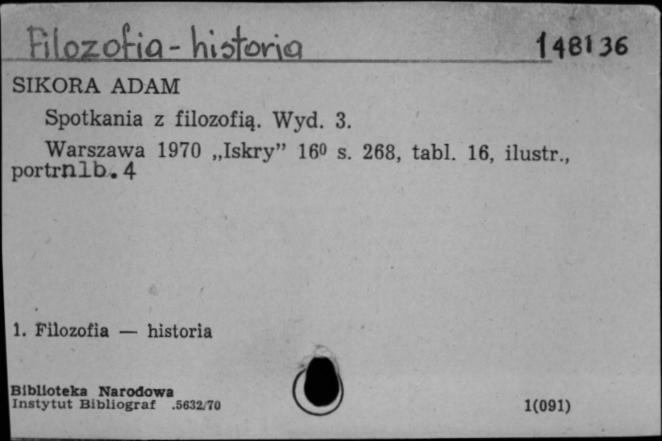 Filozofia - historia 148136
SIKORA ADAM
Spotkania z filozofią. Wyd. 3.
Warszawa 1970 „Iskry” 16⁰ s. 268, tabl. 16, ilustr.,
portrnlb. 4
1. Filozofia — historia
Biblioteka Narodowa
Instytut Bibliograf .5632/70 1(091)